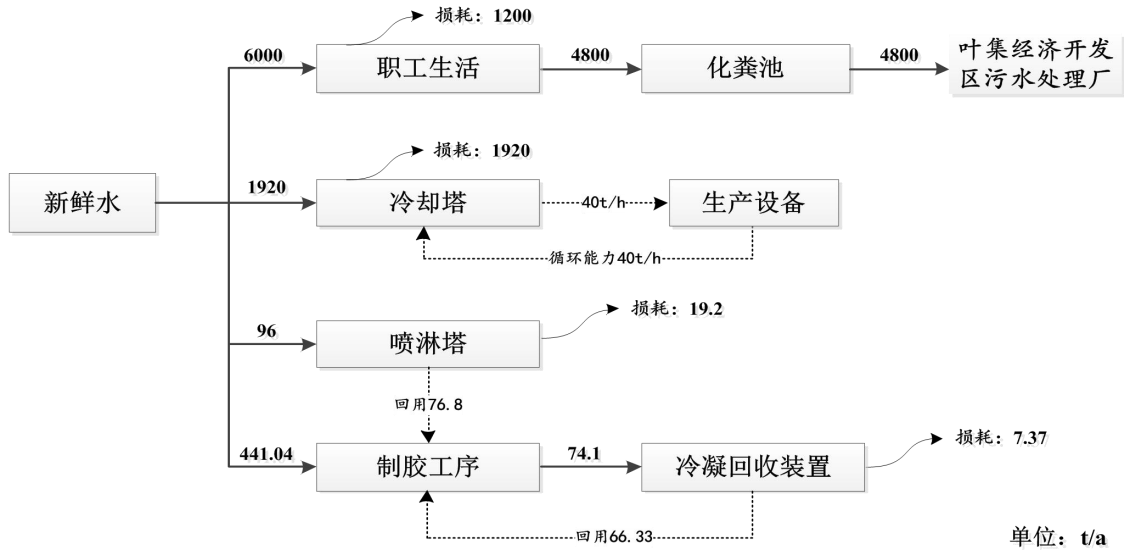 损耗：1200
6000
职工生活
4800
化粪池
4800
叶集经济开发
区污水处理厂
损耗：1920
新鲜水
1920
冷却塔
40t/h
生产设备
循环能力40t/h
损耗：19.2
96
喷淋塔
回用76.8
损耗：7.37
441.04
制胶工序
74.1
冷凝回收装置
回用66.33
单位：t/a